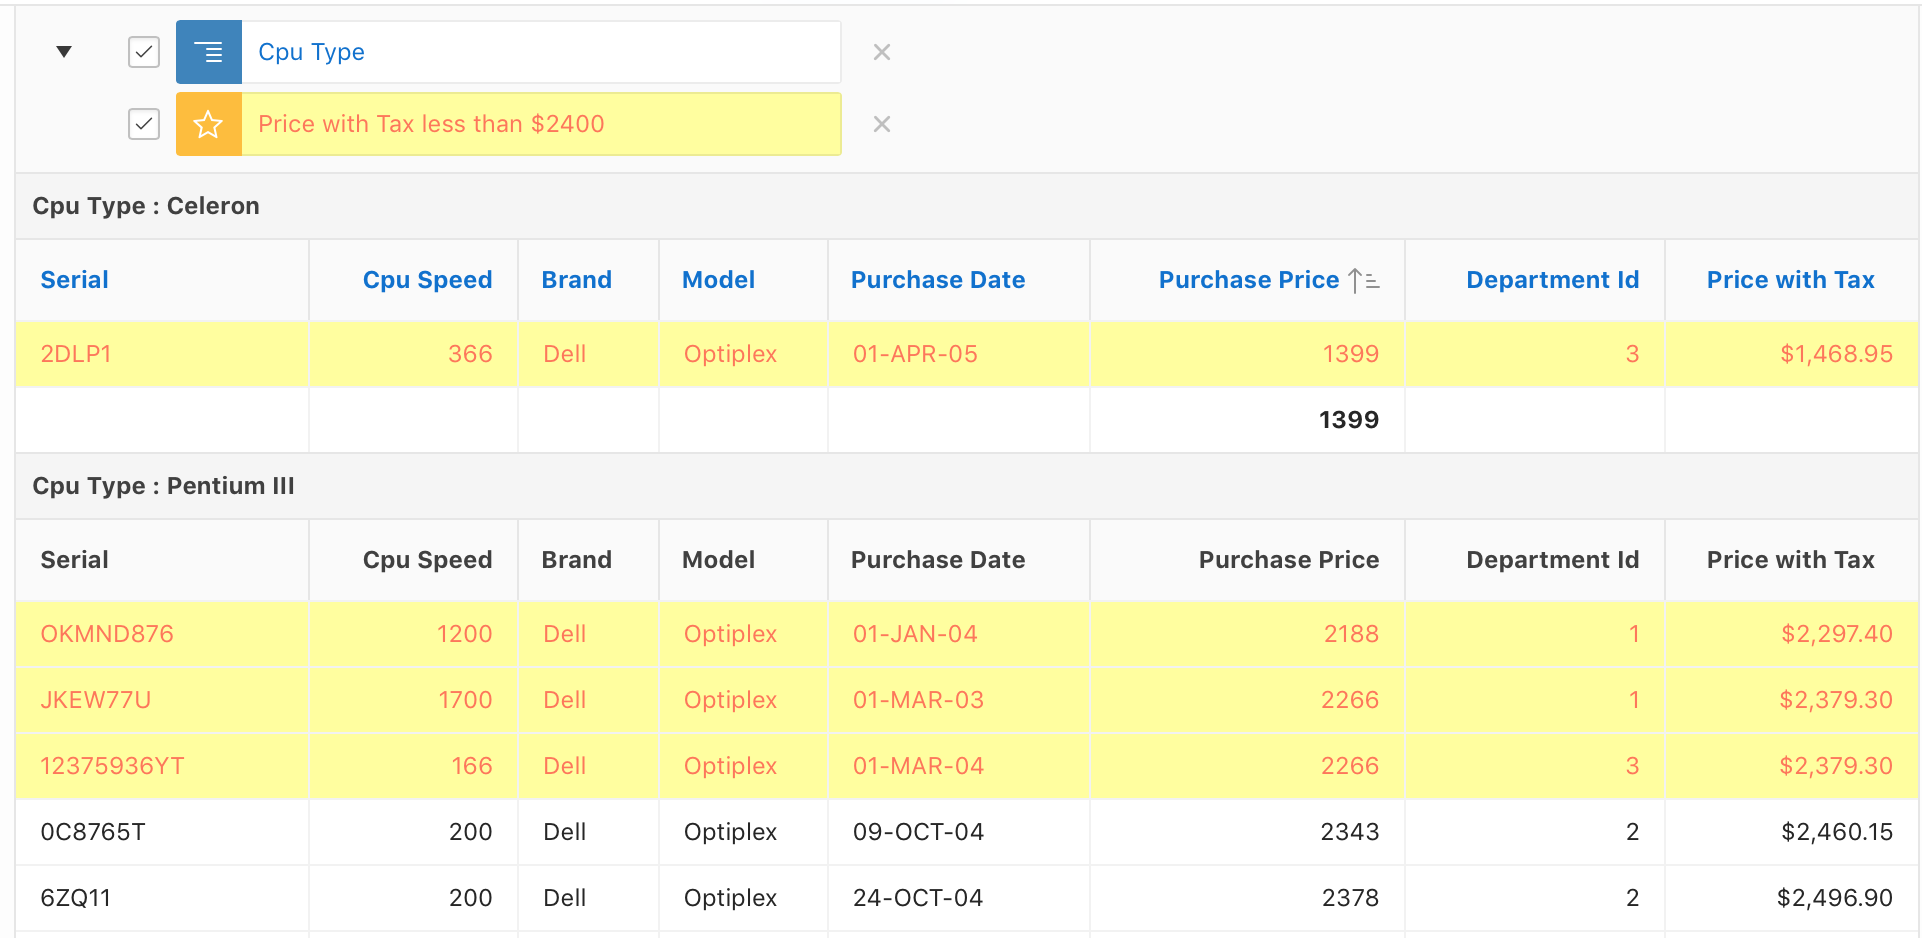 Cpu Type
Price with Tax less than $2400
Cpu Type : Celeron
Serial Cpu Speed Brand Model Purchase Date Purchase Price Department Id Price with Tax
2DLP1 366 Dell Optiplex 01-APR-05 1399 3 $1,468.95
1399
Cpu Type : Pentium III
Serial Cpu Speed Brand Model Purchase Date Purchase Price Department Id Price with Tax
OKMND876 1200 Dell Optiplex 01-JAN-04 2188 1 $2,297.40
JKEW77U 1700 Dell Optiplex 01-MAR-03 2266 1 $2,379.30
12375936YT 166 Dell Optiplex 01-MAR-04 2266 3 $2,379.30
0C8765T 200 Dell Optiplex 09-OCT-04 2343 2 $2,460.15
6ZQ11 200 Dell Optiplex 24-OCT-04 2378 2 $2,496.90